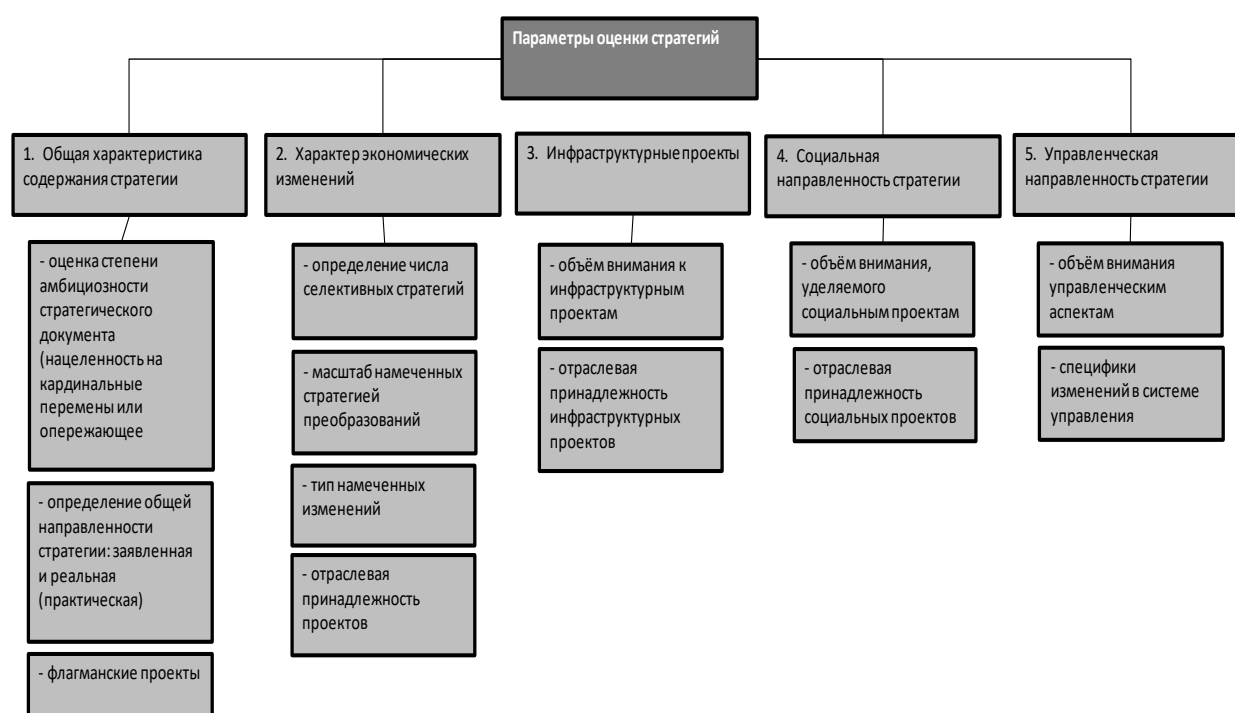 Параметры оценки стратегий
1. Общая характеристика
содержания стратегии
2. Характер экономических
изменений
3. Инфраструктурные проекты
4. Социальная
направленность стратегии
5. Управленческая
направленность стратегии
- оценка степени
амбициозности
стратегического
документа
(нацеленность на
кардинальные
перемены или
опережающее
- определение общей
направленности
стратегии: заявленная
и реальная
(практическая)
- флагманские проекты
- определение числа
селективных стратегий
- масштаб намеченных
стратегией
преобразований
- тип намеченных
изменений
- отраслевая
принадлежность
проектов
- объём внимания к
инфраструктурным
проектам
- отраслевая
принадлежность
инфраструктурных
проектов
- объём внимания,
уделяемого
социальным проектам
- отраслевая
принадлежность
социальных проектов
- объём внимания
управленческим
аспектам
- специфики
изменений в системе
управления